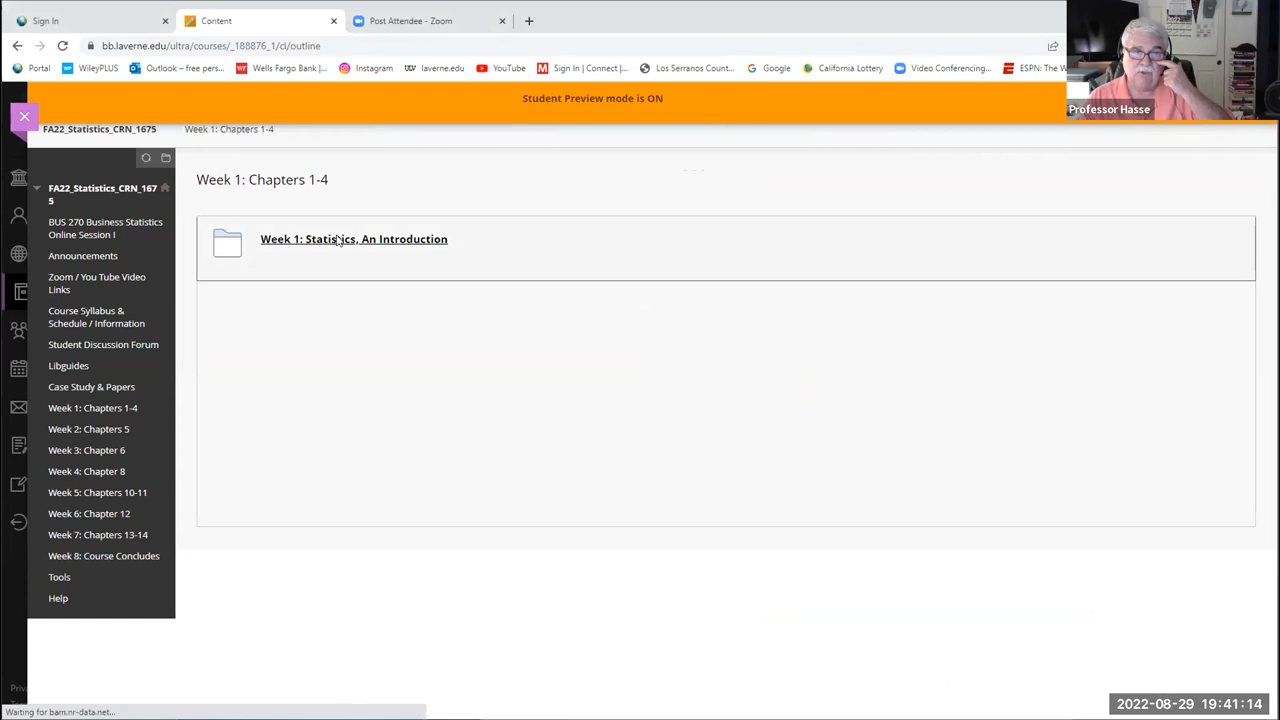 Sign In
Content
Post Attendee - Zoom
bb.laverne.edu/ultra/courses/_188876_1/cl/outline
Portal
WileyPLUS
Outlook – free pers...
Wells Fargo Bank |...
Instagram
laverne.edu
YouTube
Sign In | Connect |...
Los Serranos Count...
Google
California Lottery
Video Conferencing...
ESPN: The W
Student Preview mode is ON
Professor Hasse
FA22_Statistics_CRN_1675
Week 1: Chapters 1-4
FA22_Statistics_CRN_167
5
BUS 270 Business Statistics
Online Session I
Announcements
Zoom / You Tube Video
Links
Course Syllabus &
Schedule / Information
Student Discussion Forum
Libguides
Case Study & Papers
Week 1: Chapters 1-4
Week 2: Chapters 5
Week 3: Chapter 6
Week 4: Chapter 8
Week 5: Chapters 10-11
Week 6: Chapter 12
Week 7: Chapters 13-14
Week 8: Course Concludes
Tools
Help
Week 1: Chapters 1-4
Week 1: Statistics, An Introduction
Priv
Waiting for bam.nr-data.net...
2022-08-29 19:41:14